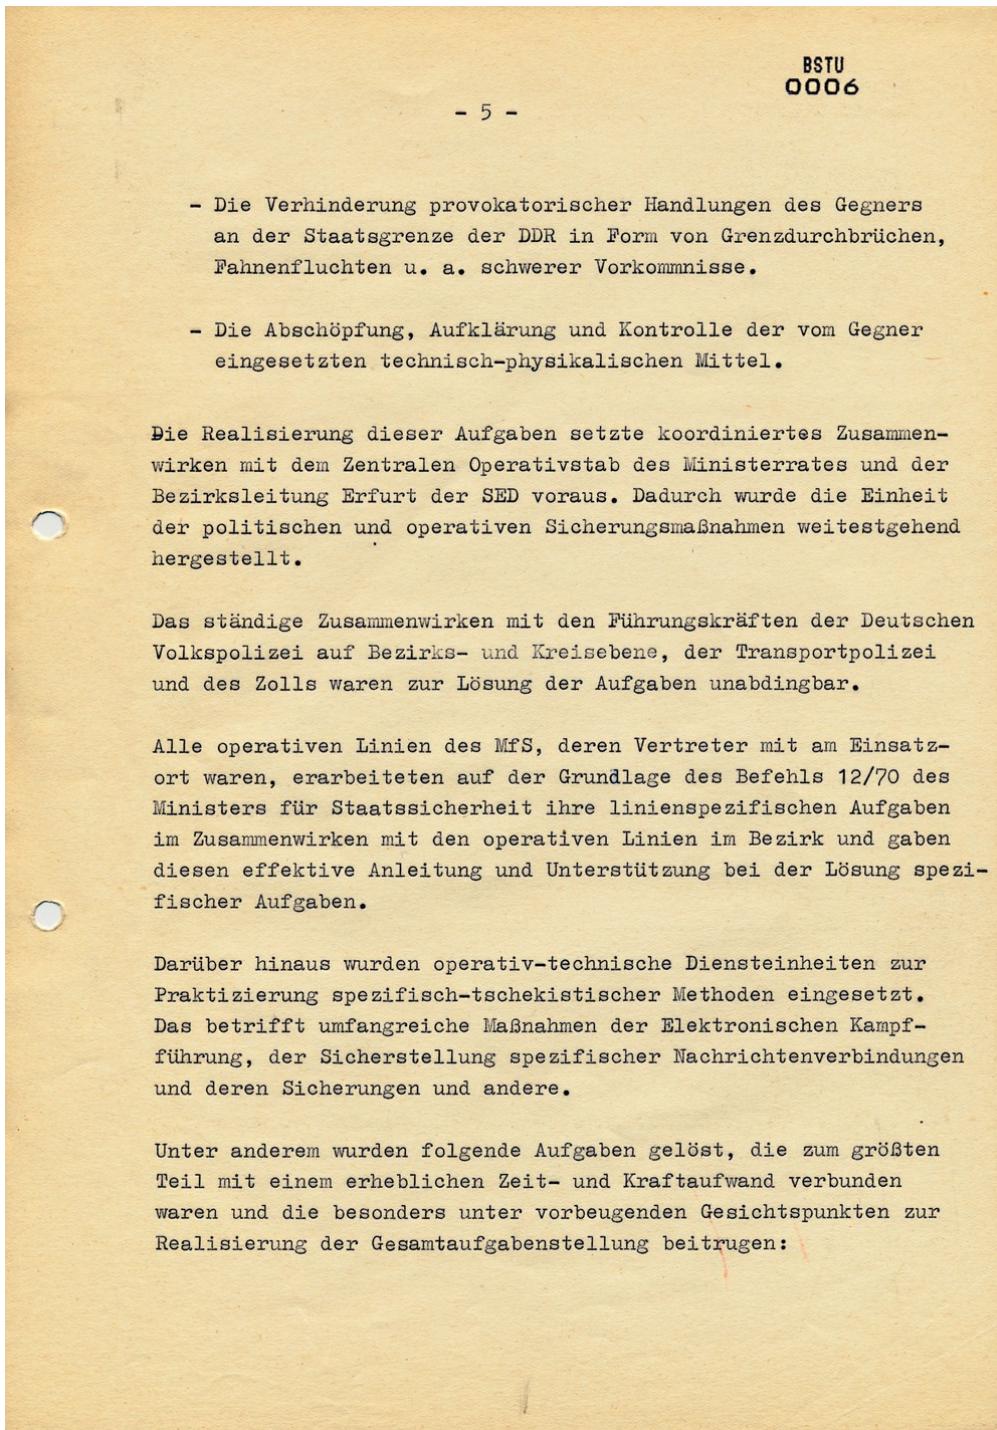 BSTU
0006
- 5 -
- Die Verhinderung provokatorischer Handlungen des Gegners
an der Staatsgrenze der DDR in Form von Grenzdurchbrüchen,
Fahnenfluchten u. a. schwerer Vorkommnisse.
- Die Abschöpfung, Aufklärung und Kontrolle der vom Gegner
eingesetzten technisch-physikalischen Mittel.
Die Realisierung dieser Aufgaben setzte koordiniertes Zusammen-
wirken mit dem Zentralen Operativstab des Ministerrates und der
Bezirksleitung Erfurt der SED voraus. Dadurch wurde die Einheit
der politischen und operativen Sicherungsmaßnahmen weitestgehend
hergestellt.
Das ständige Zusammenwirken mit den Führungskräften der Deutschen
Volkspolizei auf Bezirks- und Kreisebene, der Transportpolizei
und des Zolls waren zur Lösung der Aufgaben unabdingbar.
Alle operativen Linien des MfS, deren Vertreter mit am Einsatz-
ort waren, erarbeiteten auf der Grundlage des Befehls 12/70 des
Ministers für Staatssicherheit ihre linienspezifischen Aufgaben
im Zusammenwirken mit den operativen Linien im Bezirk und gaben
diesen effektive Anleitung und Unterstützung bei der Lösung spezi-
fischer Aufgaben.
Darüber hinaus wurden operativ-technische Diensteinheiten zur
Praktizierung spezifisch-tschekistischer Methoden eingesetzt.
Das betrifft umfangreiche Maßnahmen der Elektronischen Kampf-
führung, der Sicherstellung spezifischer Nachrichtenverbindungen
und deren Sicherungen und andere.
Unter anderem wurden folgende Aufgaben gelöst, die zum größten
Teil mit einem erheblichen Zeit- und Kraftaufwand verbunden
waren und die besonders unter vorbeugenden Gesichtspunkten zur
Realisierung der Gesamtaufgabenstellung beitrugen: